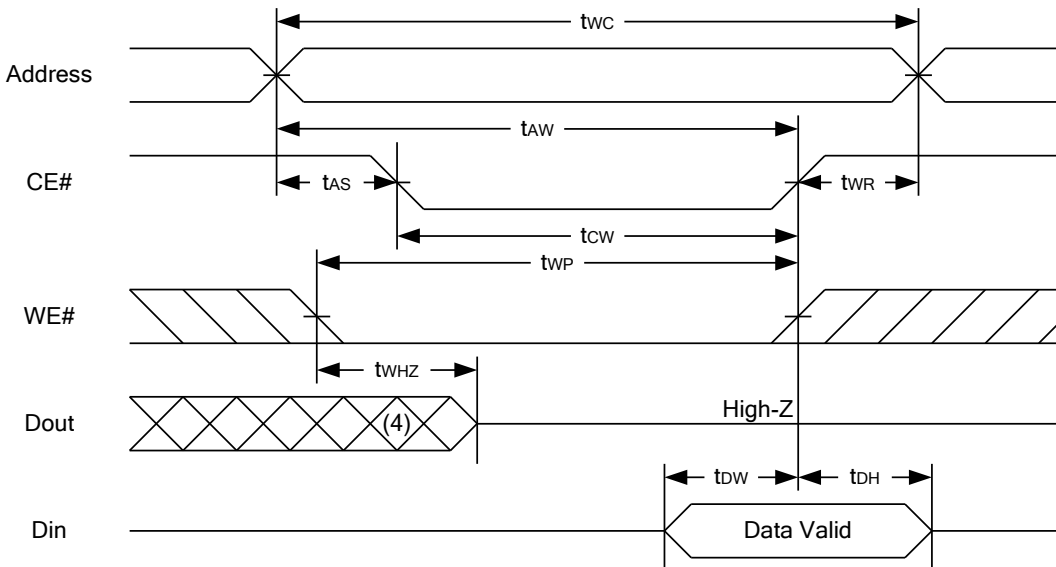 tWC
Address
tAW
CE#
tAS
tWR
tCW
tWP
WE#
tWHZ
Dout
(4)
High-Z
tDW
tDH
Din
Data Valid